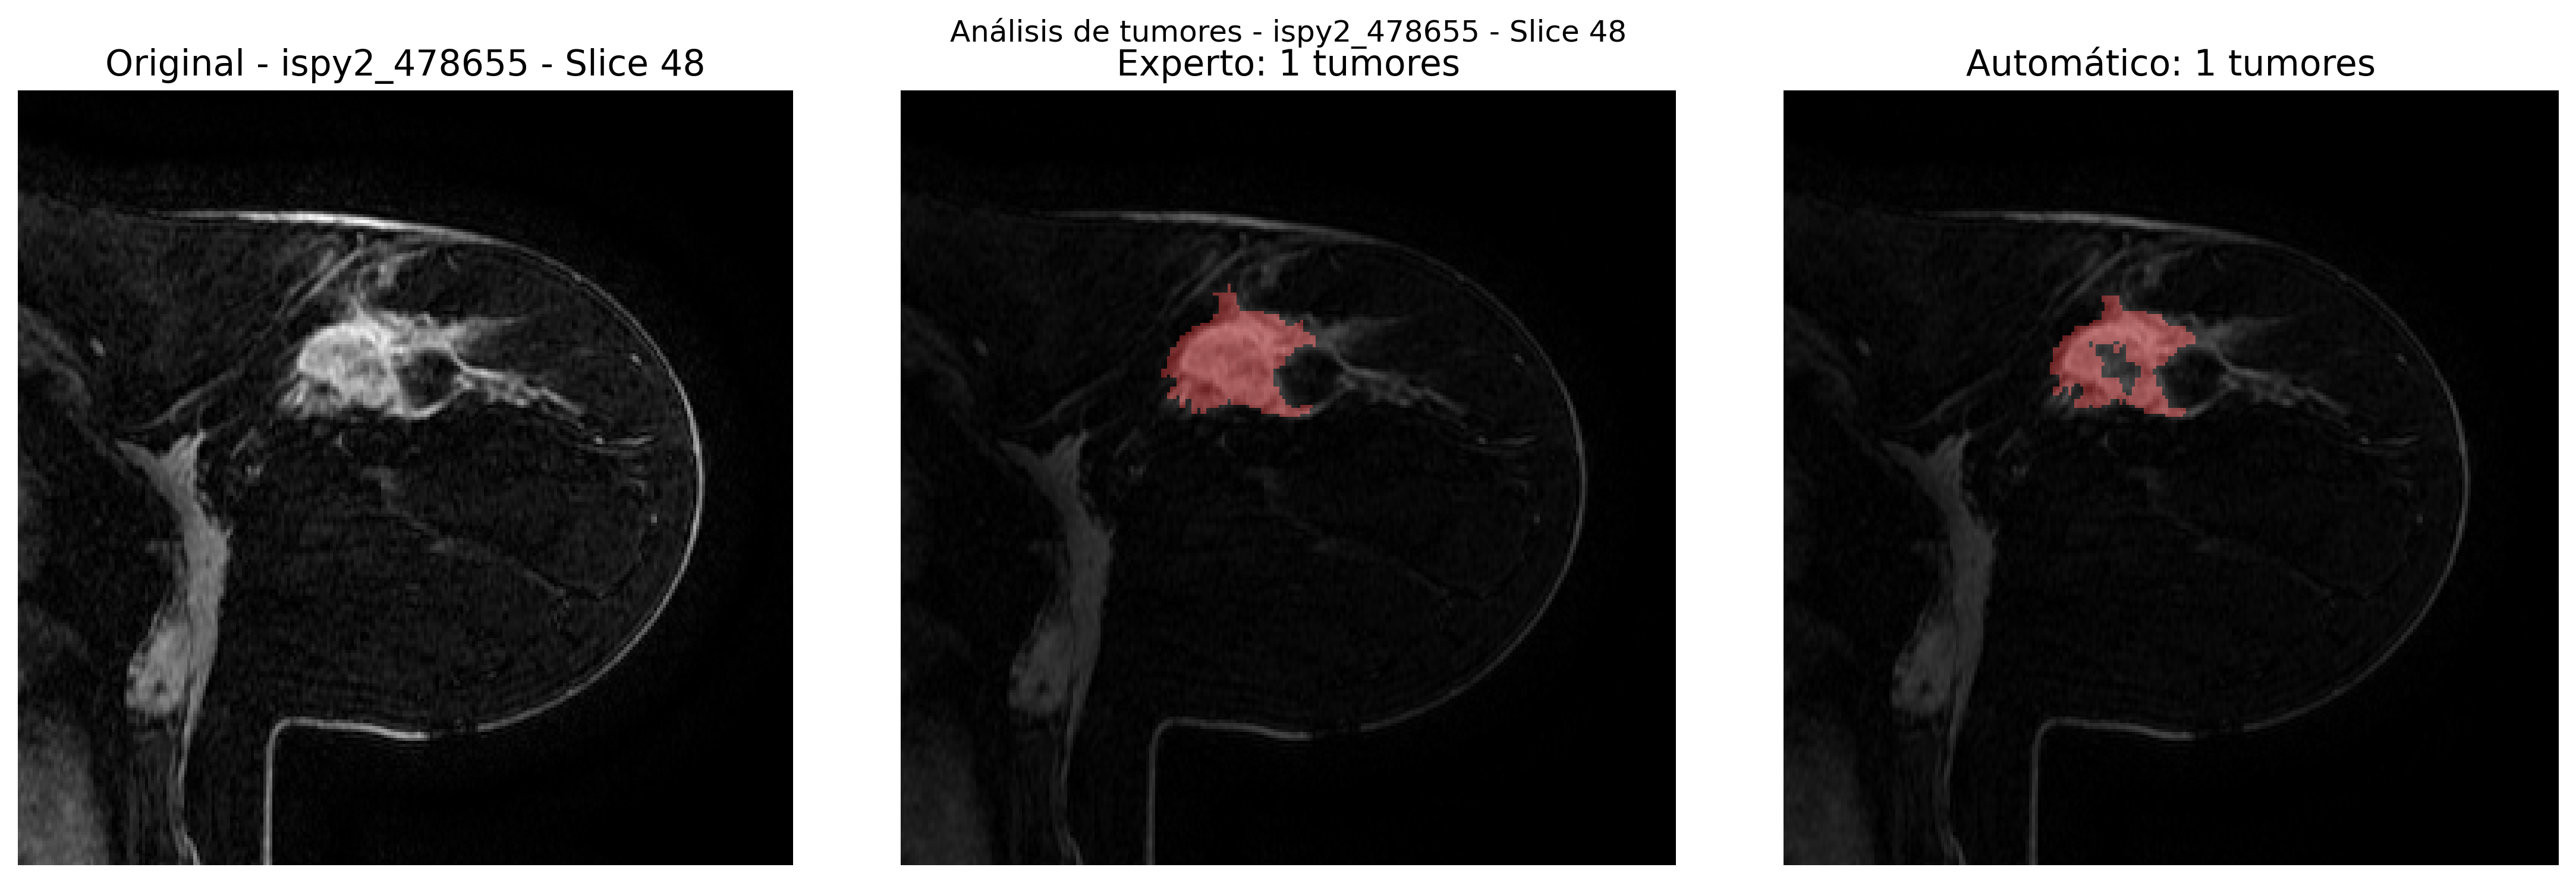 Análisis de tumores - ispy2_478655 - Slice 48
Original - ispy2_478655 - Slice 48
Experto: 1 tumores
Automático: 1 tumores